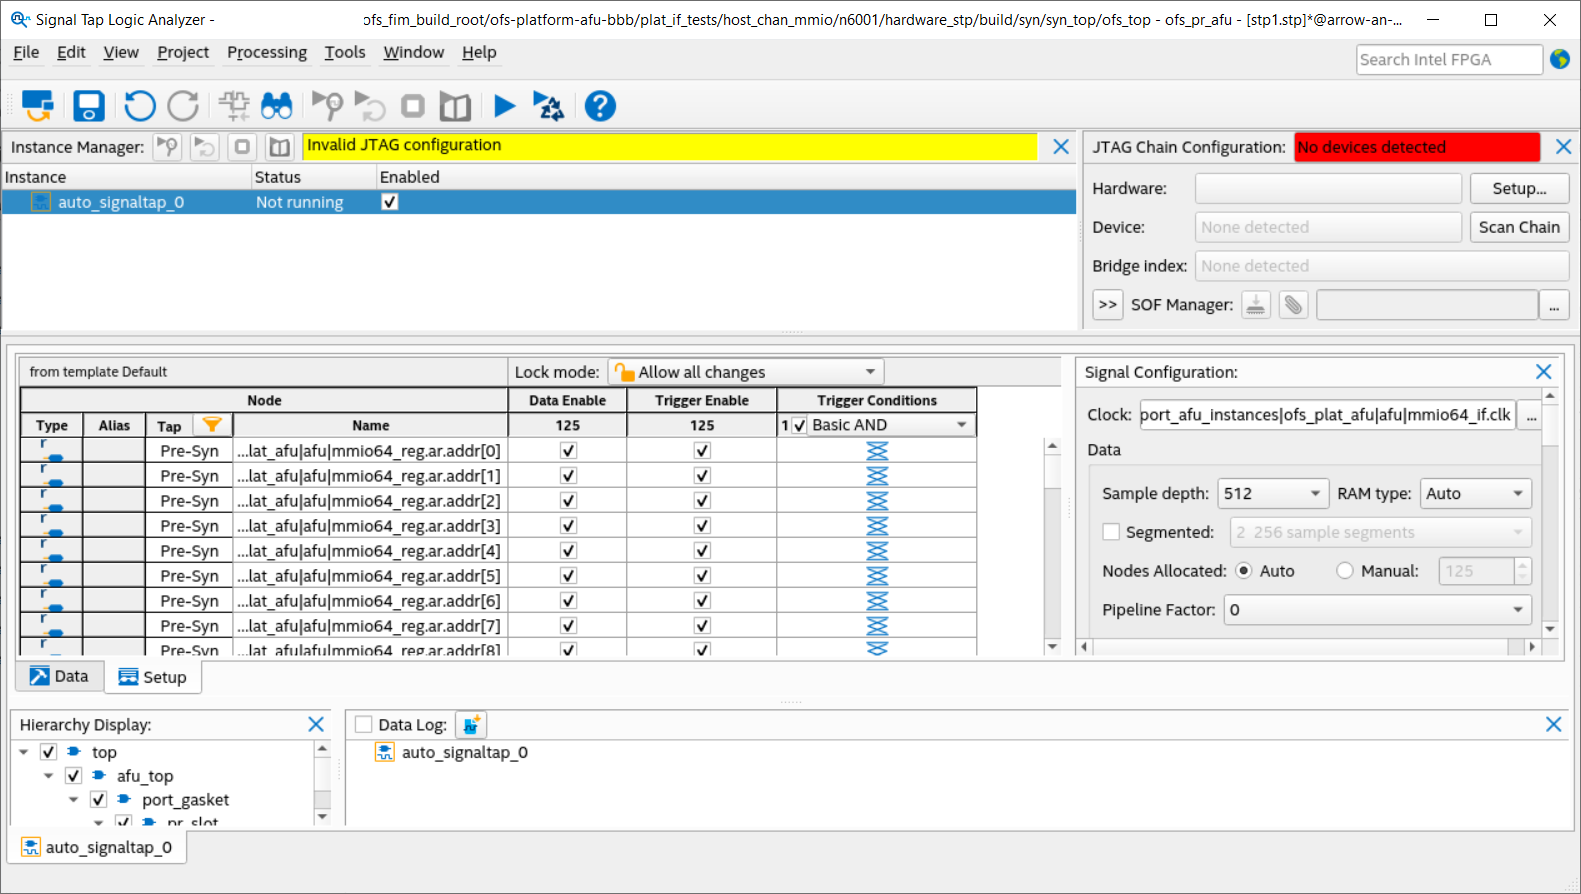 Signal Tap Logic Analyzer - ofs_fim_build_root/ofs-platform-afu-bbb/plat_if_tests/host_chan_mmio/n6001/hardware_stp/build/syn/syn_top/ofs_top - ofs_pr_afu - [stp1.stp]*@arrow-an-...
File Edit View Project Processing Tools Window Help
Search Intel FPGA
Instance Manager: Invalid JTAG configuration
Instance Status Enabled
auto_signaltap_0 Not running
JTAG Chain Configuration: No devices detected
Hardware: Setup...
Device: None detected Scan Chain
Bridge index: None detected
>> SOF Manager: ...
from template Default Lock mode: Allow all changes
Node Data Enable Trigger Enable Trigger Conditions
Type Alias Tap Name 125 125 1 Basic AND
Pre-Syn ...lat_afu|afu|mmio64_reg.ar.addr[0]
Pre-Syn ...lat_afu|afu|mmio64_reg.ar.addr[1]
Pre-Syn ...lat_afu|afu|mmio64_reg.ar.addr[2]
Pre-Syn ...lat_afu|afu|mmio64_reg.ar.addr[3]
Pre-Syn ...lat_afu|afu|mmio64_reg.ar.addr[4]
Pre-Syn ...lat_afu|afu|mmio64_reg.ar.addr[5]
Pre-Syn ...lat_afu|afu|mmio64_reg.ar.addr[6]
Pre-Syn ...lat_afu|afu|mmio64_reg.ar.addr[7]
Pre-Syn ...lat_afu|afu|mmio64_reg.ar.addr[8]
Signal Configuration:
Clock: port_afu_instances|ofs_plat_afu|afu|mmio64_if.clk ...
Data
Sample depth: 512 RAM type: Auto
Segmented: 2 256 sample segments
Nodes Allocated: Auto Manual: 125
Pipeline Factor: 0
Data Setup
Hierarchy Display:
top
afu_top
port_gasket
pr_slot
Data Log:
auto_signaltap_0
auto_signaltap_0